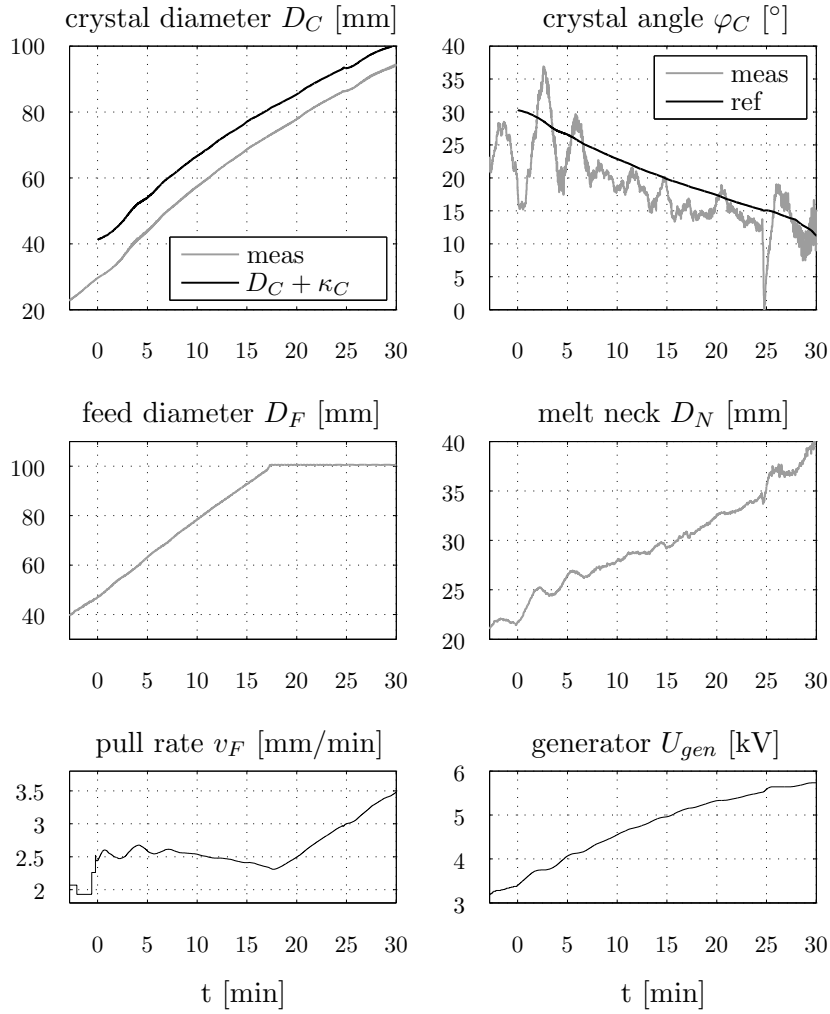 crystal diameter D_C [mm]
100
80
60
40
20
meas
D_C + κ_C
0 5 10 15 20 25 30
crystal angle φ_C [°]
40
35
30
25
20
15
10
5
0
meas
ref
0 5 10 15 20 25 30
feed diameter D_F [mm]
100
80
60
40
0 5 10 15 20 25 30
melt neck D_N [mm]
40
35
30
25
20
0 5 10 15 20 25 30
pull rate v_F [mm/min]
3.5
3
2.5
2
0 5 10 15 20 25 30
t [min]
generator U_gen [kV]
6
5
4
3
0 5 10 15 20 25 30
t [min]